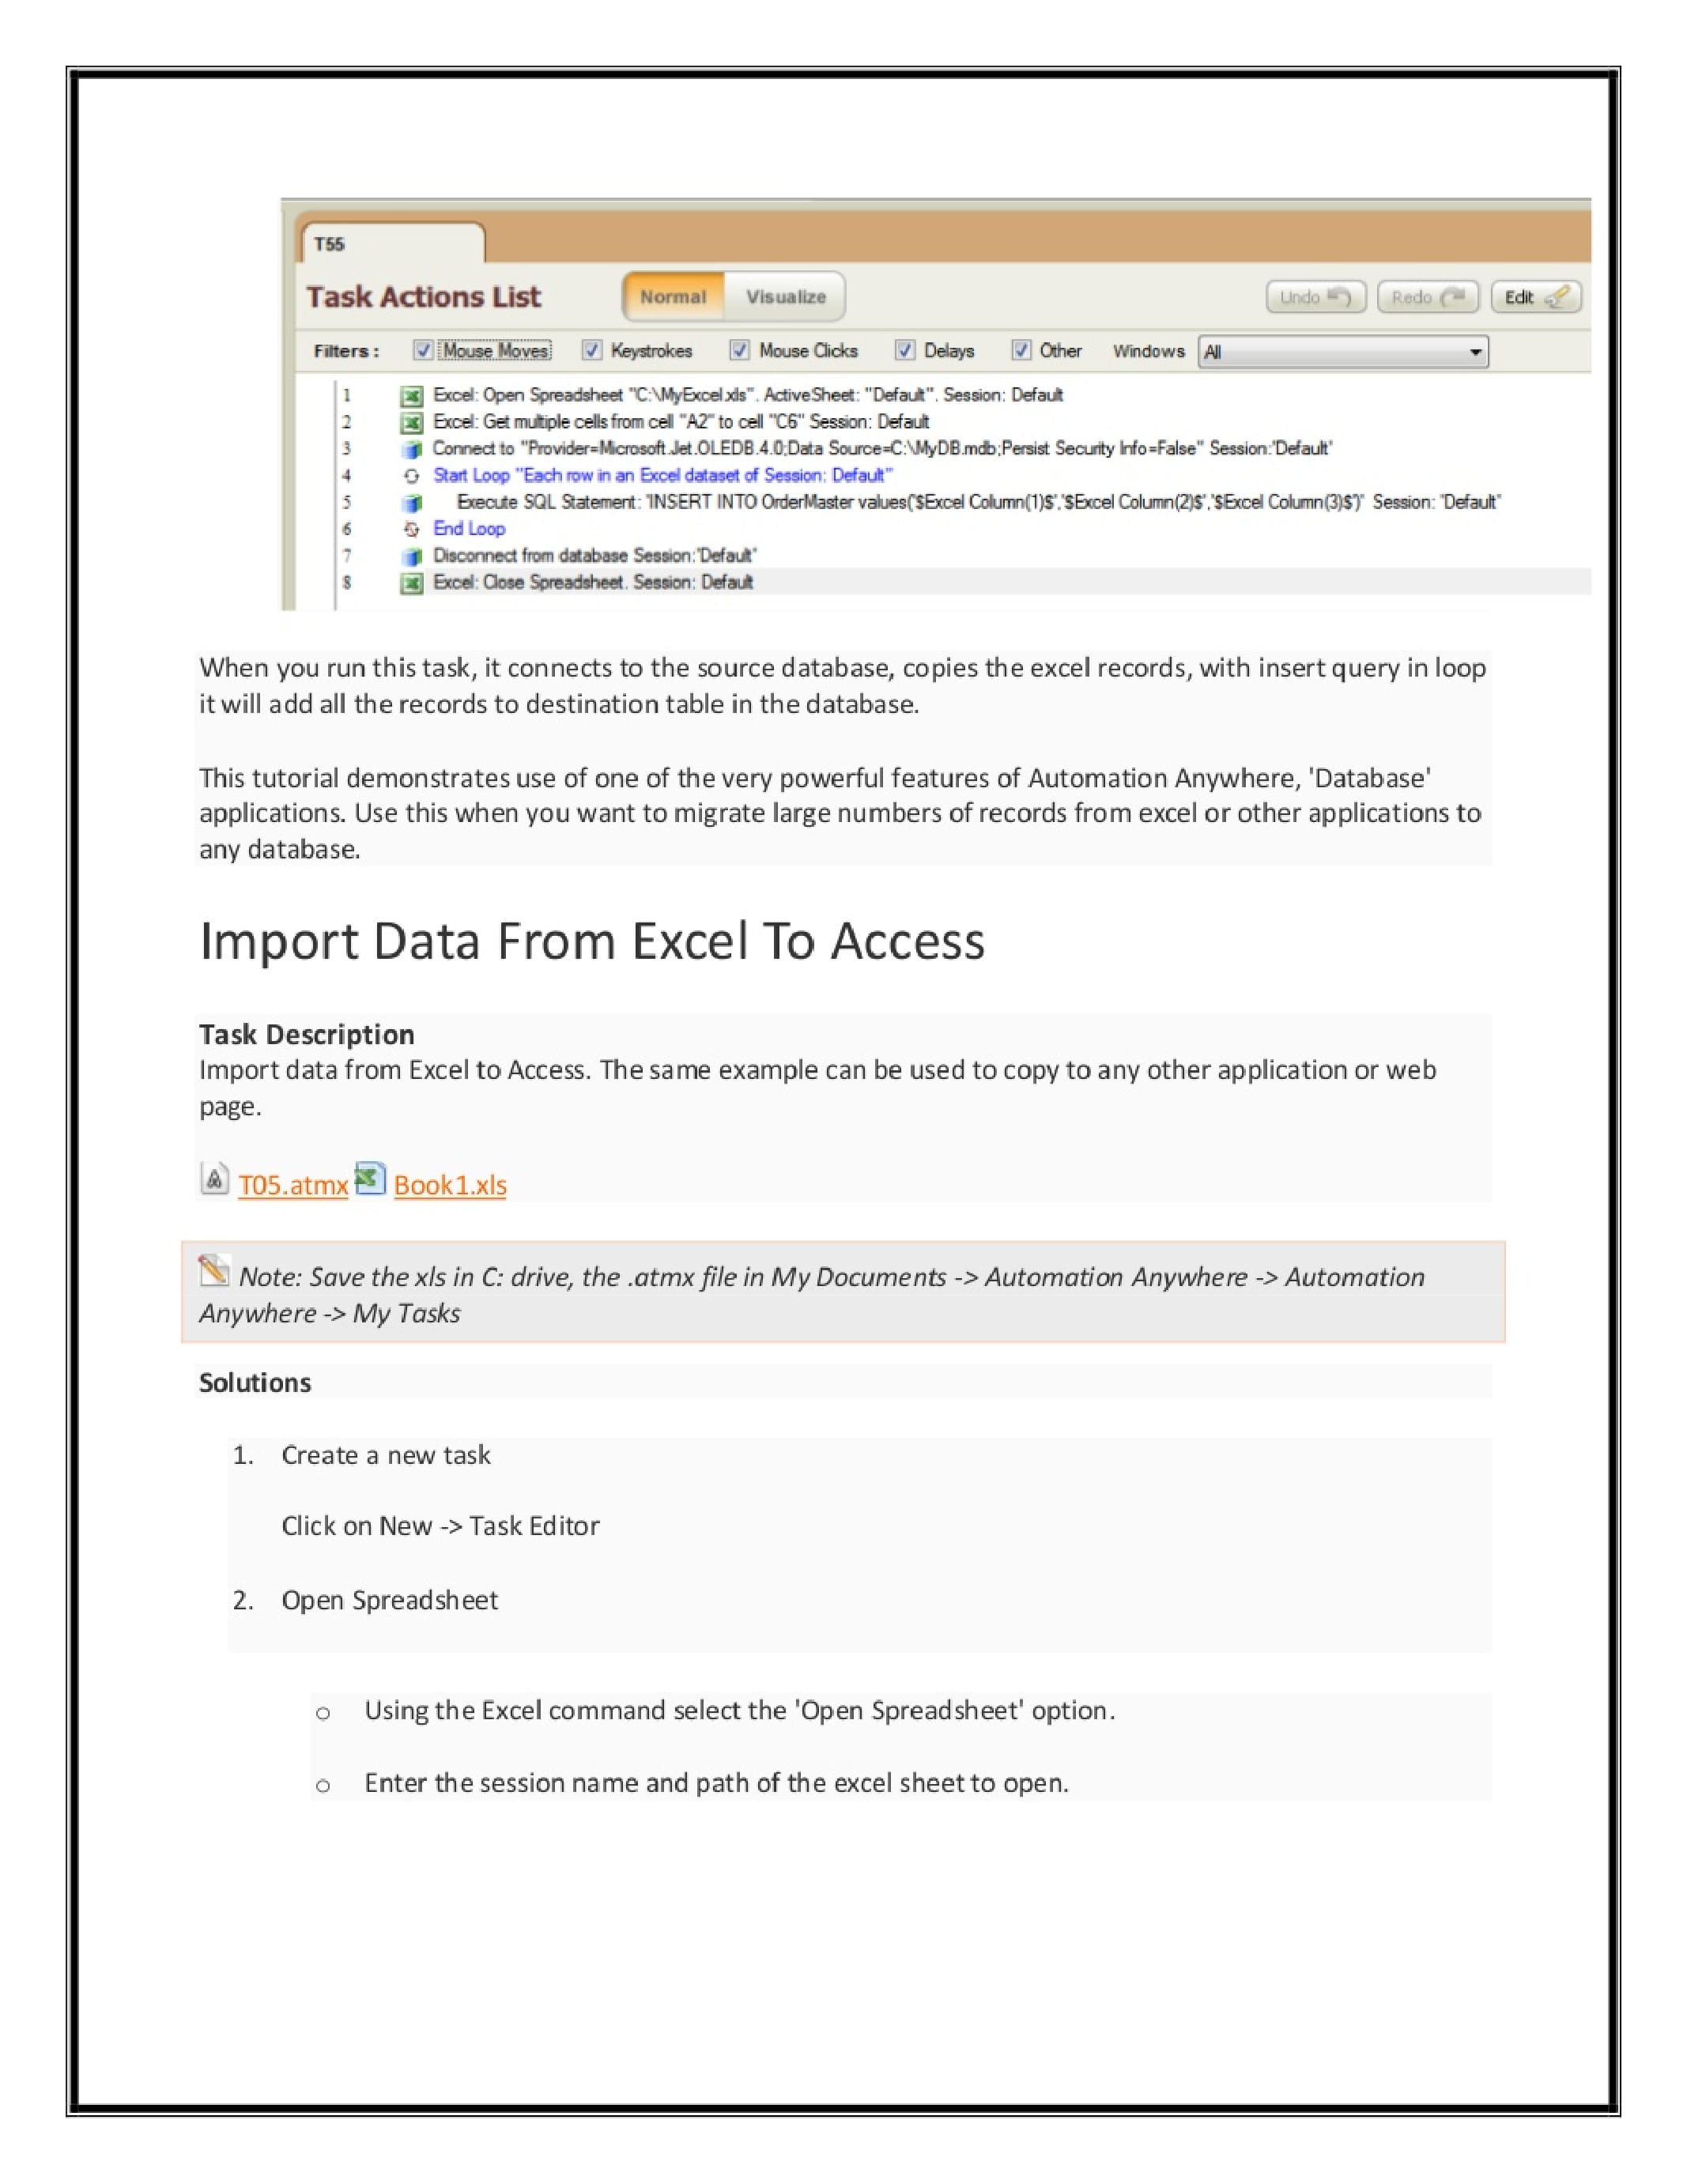 T55
Task Actions List Normal Visualize Undo Redo Edit
Filters : Mouse Moves Keystrokes Mouse Clicks Delays Other Windows All
1 Excel: Open Spreadsheet "C:\MyExcel.xls". ActiveSheet: "Default". Session: Default
2 Excel: Get multiple cells from cell "A2" to cell "C6" Session: Default
3 Connect to "Provider=Microsoft.Jet.OLEDB.4.0;Data Source=C:\MyDB.mdb;Persist Security Info=False" Session:'Default'
4 Start Loop "Each row in an Excel dataset of Session: Default"
5 Execute SQL Statement: 'INSERT INTO OrderMaster values('$Excel Column(1)$','$Excel Column(2)$','$Excel Column(3)$')' Session: 'Default'
6 End Loop
7 Disconnect from database Session:'Default'
8 Excel: Close Spreadsheet. Session: Default
When you run this task, it connects to the source database, copies the excel records, with insert query in loop
it will add all the records to destination table in the database.
This tutorial demonstrates use of one of the very powerful features of Automation Anywhere, 'Database'
applications. Use this when you want to migrate large numbers of records from excel or other applications to
any database.
Import Data From Excel To Access
Task Description
Import data from Excel to Access. The same example can be used to copy to any other application or web
page.
T05.atmx Book1.xls
Note: Save the xls in C: drive, the .atmx file in My Documents -> Automation Anywhere -> Automation
Anywhere -> My Tasks
Solutions
1. Create a new task
Click on New -> Task Editor
2. Open Spreadsheet
o Using the Excel command select the 'Open Spreadsheet' option.
o Enter the session name and path of the excel sheet to open.